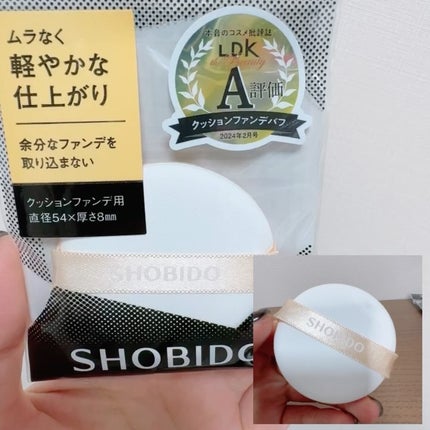 ムラなく
軽やかな
仕上がり
余分なファンデを
取り込まない
クッションファンデ用
直径54×厚さ8㎜
本音のコスメ批評誌
LDK
the Beauty
A評価
クッションファンデパフ
2024年2月号
SHOBIDO
SHOBIDO
SHOBIDO